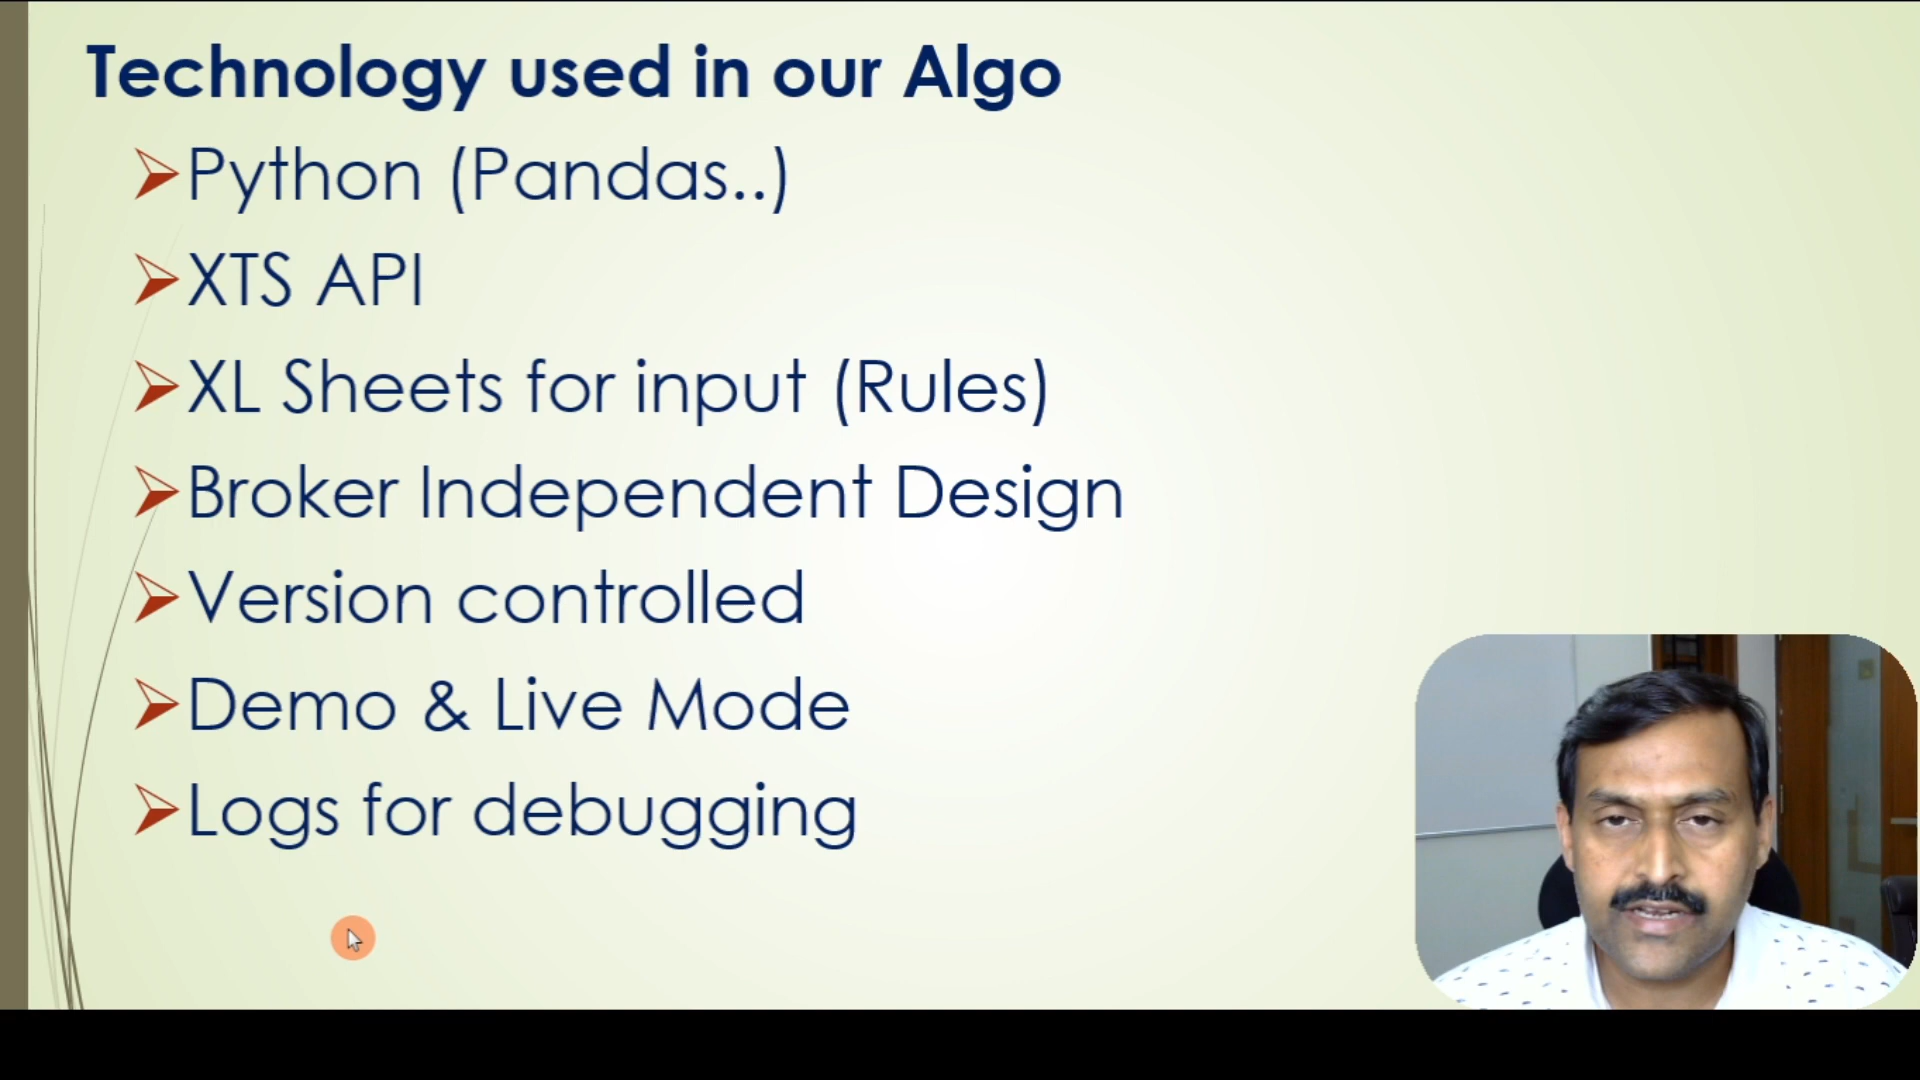 Technology used in our Algo
Python (Pandas..)
XTS API
XL Sheets for input (Rules)
Broker Independent Design
Version controlled
Demo & Live Mode
Logs for debugging